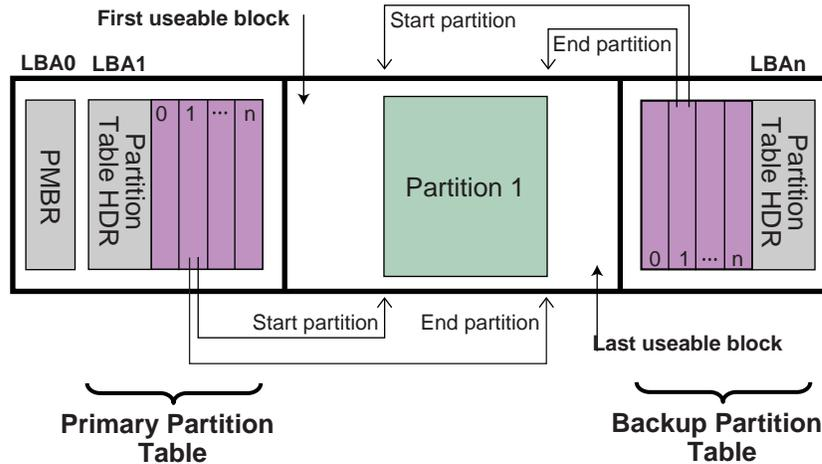 First useable block
Start partition
End partition
LBA0
LBA1
LBAn
PMBR
Partition
Table HDR
0 1 ... n
Partition 1
0 1 ... n
Partition
Table HDR
Start partition
End partition
Last useable block
Primary Partition
Table
Backup Partition
Table